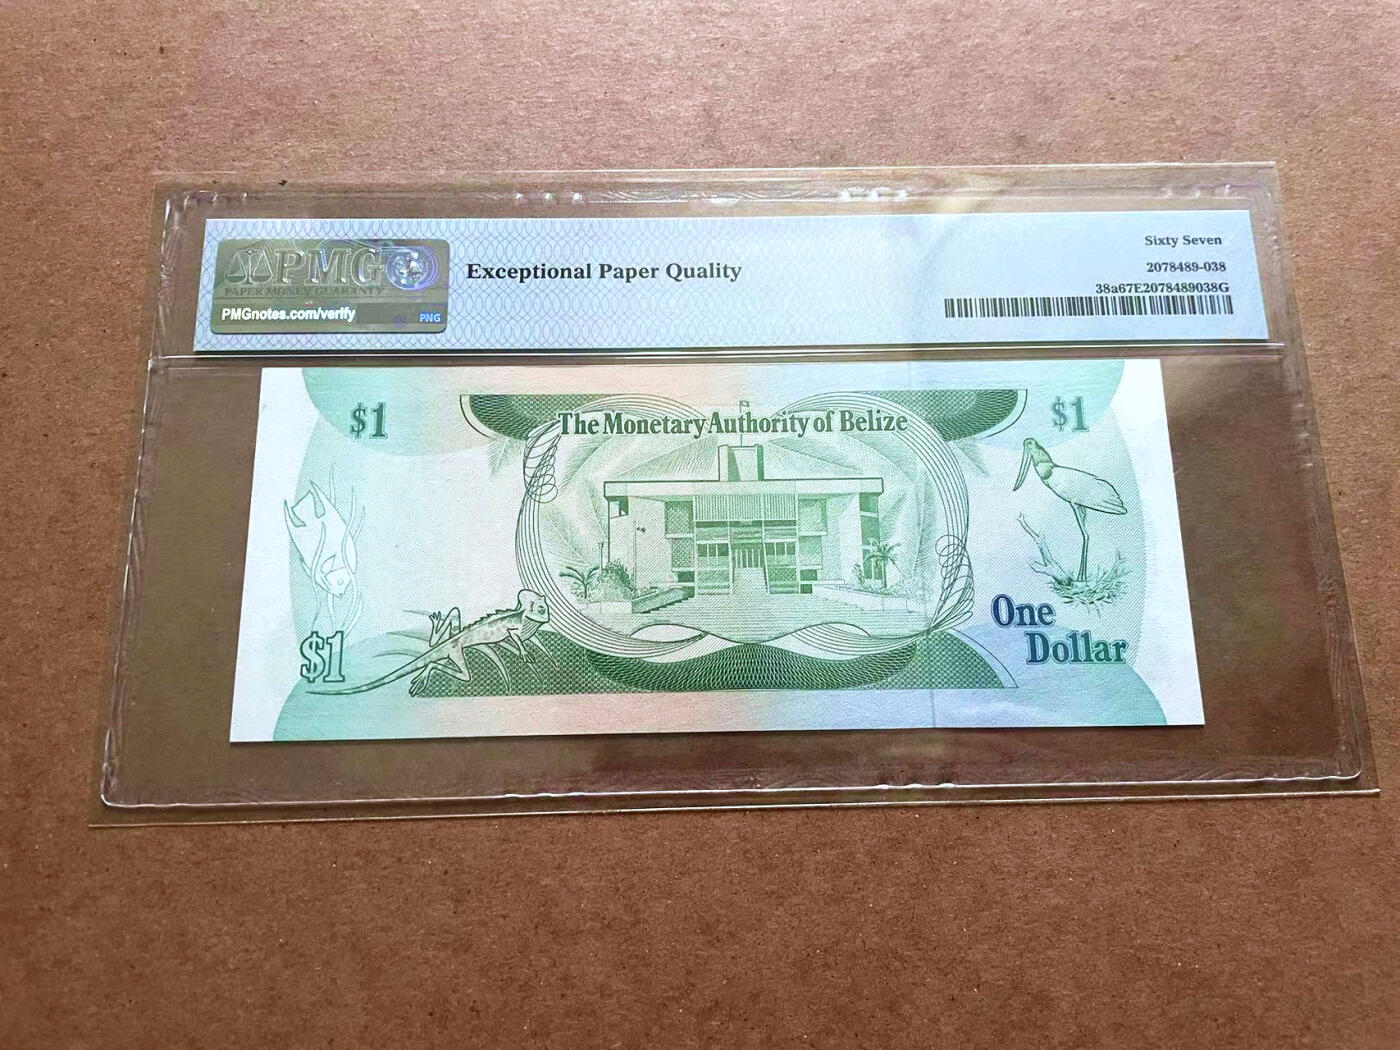 PMG
PAPER MONEY GUARANTY
PMGnotes.com/verify
PNG
Exceptional Paper Quality
Sixty Seven
2078489-038
38a67E2078489038G
$1
The Monetary Authority of Belize
$1
$1
One
Dollar